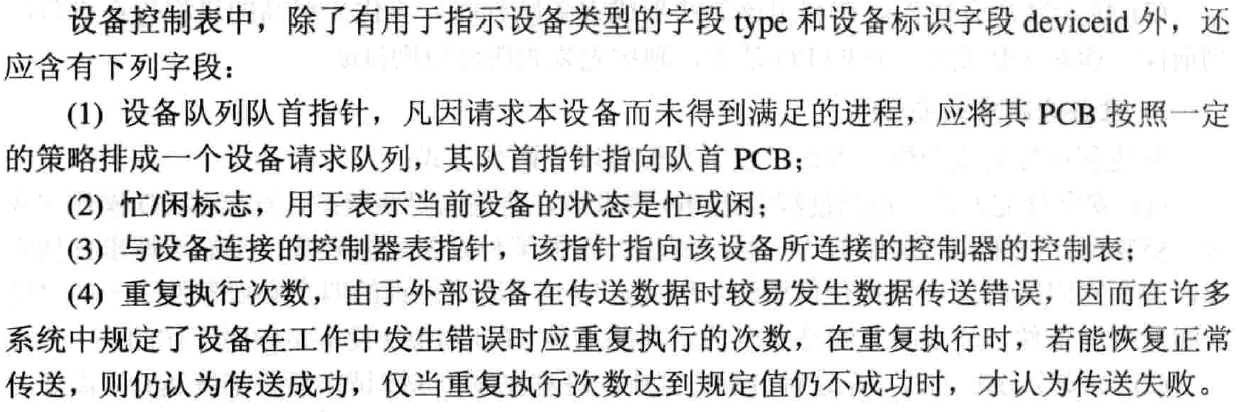 设备控制表中，除了有用于指示设备类型的字段 type 和设备标识字段 deviceid 外，还
应含有下列字段：
(1) 设备队列队首指针，凡因请求本设备而未得到满足的进程，应将其 PCB 按照一定
的策略排成一个设备请求队列，其队首指针指向队首 PCB；
(2) 忙/闲标志，用于表示当前设备的状态是忙或闲；
(3) 与设备连接的控制器表指针，该指针指向该设备所连接的控制器的控制表；
(4) 重复执行次数，由于外部设备在传送数据时较易发生数据传送错误，因而在许多
系统中规定了设备在工作中发生错误时应重复执行的次数，在重复执行时，若能恢复正常
传送，则仍认为传送成功，仅当重复执行次数达到规定值仍不成功时，才认为传送失败。